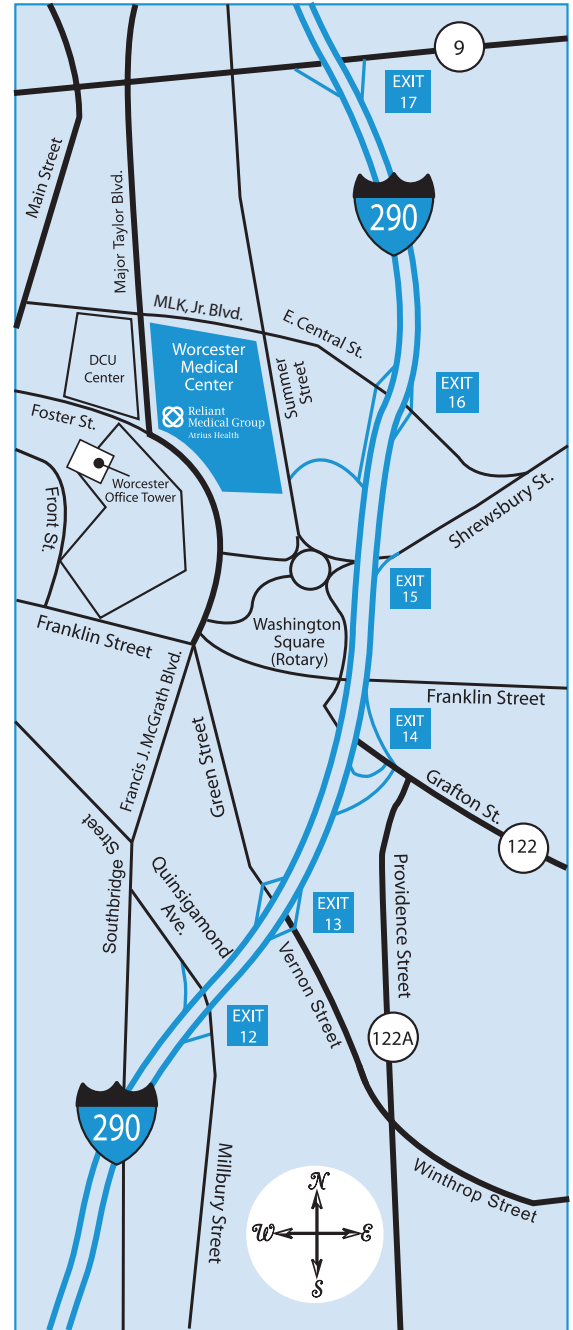 9
EXIT
17
Main Street
Major Taylor Blvd.
290
MLK, Jr. Blvd.
E. Central St.
DCU
Center
Worcester
Medical
Center
Reliant
Medical Group
Atrius Health
Summer
Street
EXIT
16
Foster St.
Worcester
Office Tower
Front St.
Shrewsbury St.
EXIT
15
Washington
Square
(Rotary)
Franklin Street
Franklin Street
Francis J. McGrath Blvd.
Green Street
EXIT
14
Grafton St.
122
Southbridge Street
Quinsigamond
Ave.
Providence Street
EXIT
13
Vernon Street
EXIT
12
122A
290
Millbury Street
Winthrop Street
N
W
E
S